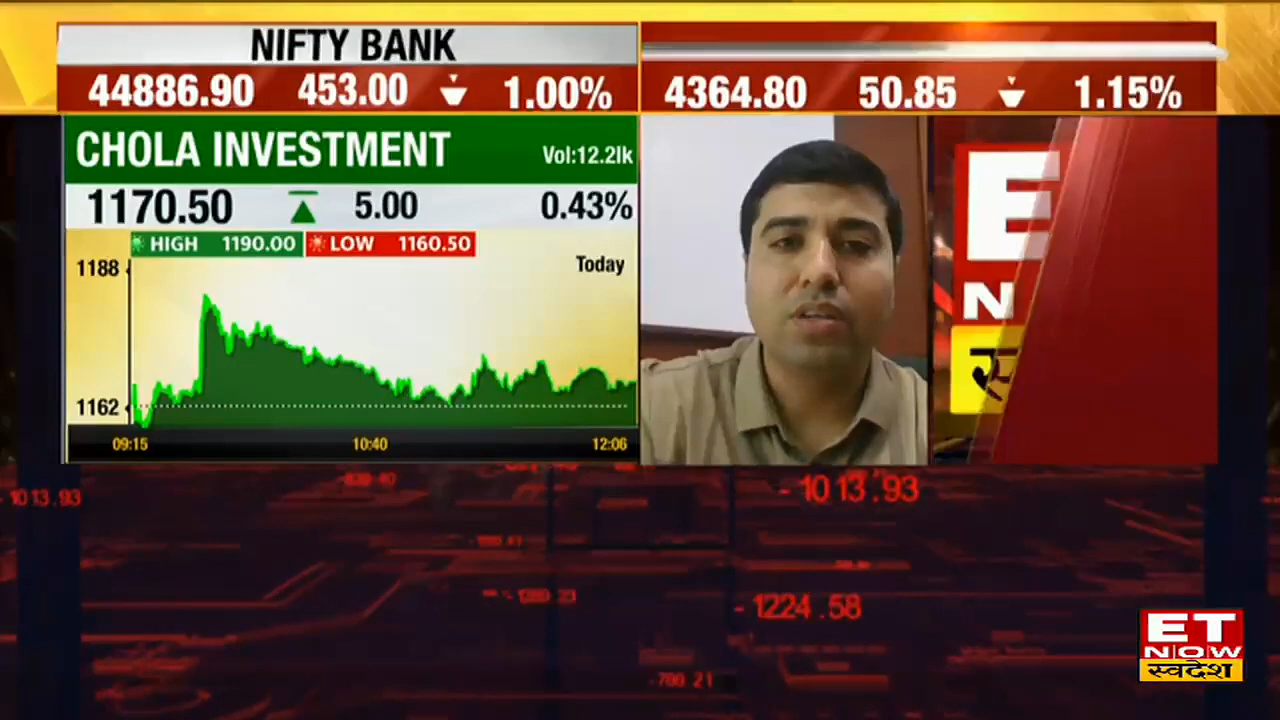 NIFTY BANK
44886.90 453.00 1.00%
4364.80 50.85 1.15%
CHOLA INVESTMENT Vol:12.2lk
1170.50 5.00 0.43%
HIGH 1190.00 LOW 1160.50
Today
1188
1162
09:15 10:40 12:06
E
N
स्
- 1013.93
- 1013.93
- 1224.58
ET
NOW
स्वदेश